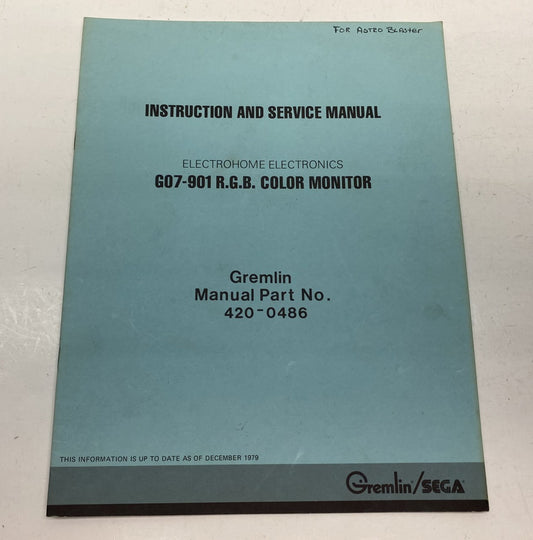 FOR ASTRO BLASTER
INSTRUCTION AND SERVICE MANUAL
ELECTROHOME ELECTRONICS
G07-901 R.G.B. COLOR MONITOR
Gremlin
Manual Part No.
420-0486
THIS INFORMATION IS UP TO DATE AS OF DECEMBER 1979
Gremlin/SEGA